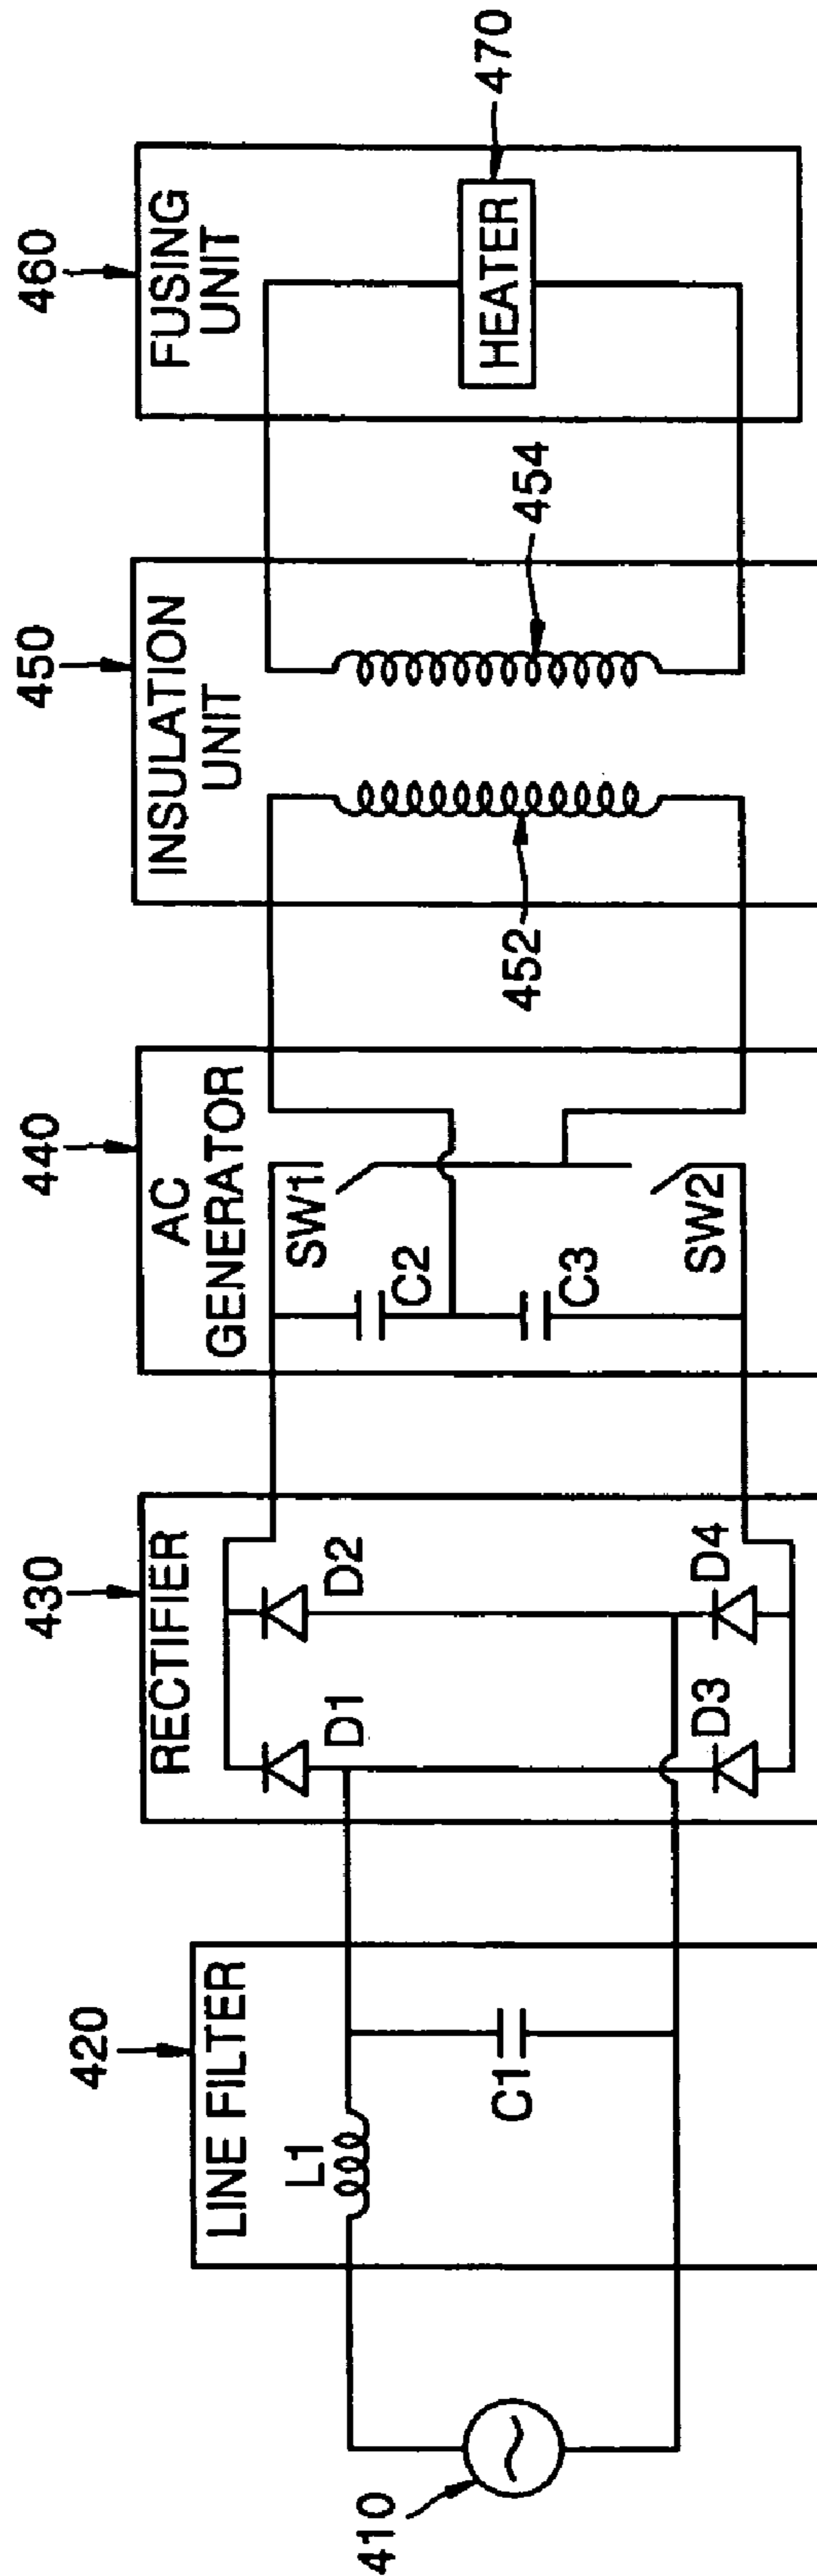 410
420
LINE FILTER
L1
C1
430
RECTIFIER
D1
D2
D3
D4
440
AC
GENERATOR
SW1
C2
C3
SW2
450
INSULATION
UNIT
452
454
460
FUSING
UNIT
HEATER
470